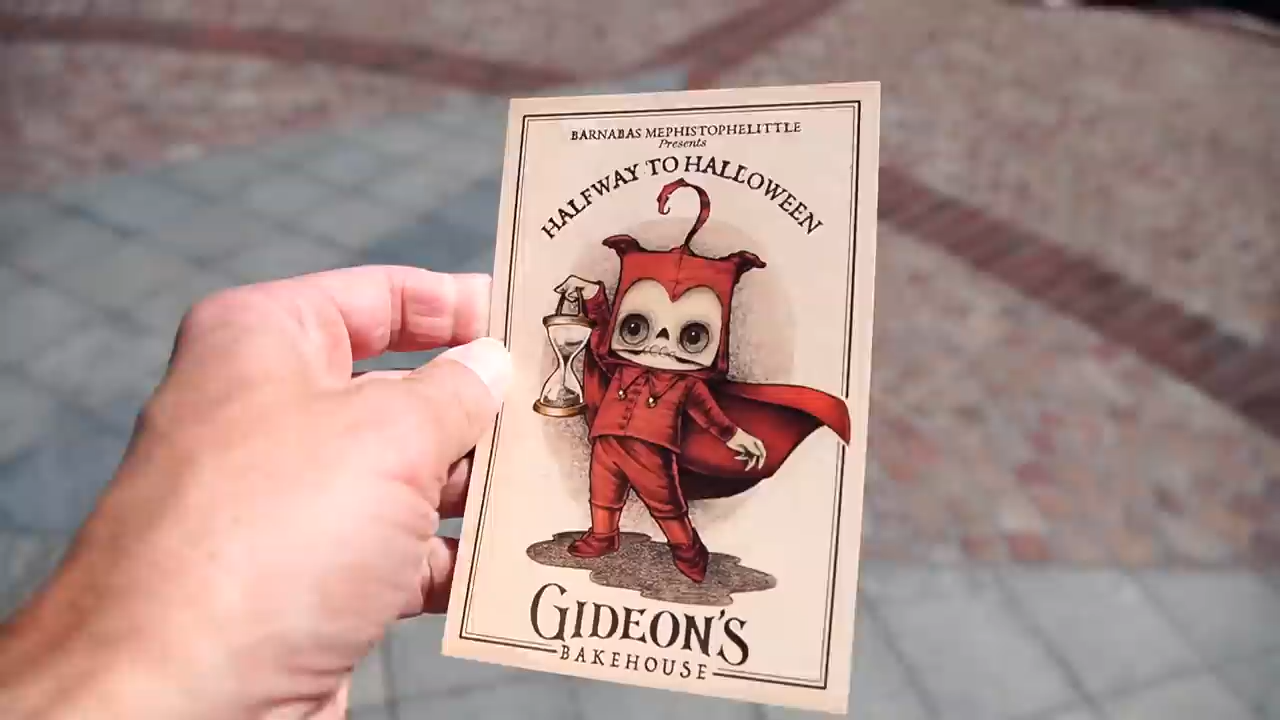 BARNABAS MEPHISTOPHELITTLE
Presents
HALFWAY TO HALLOWEEN
GIDEON'S
BAKEHOUSE